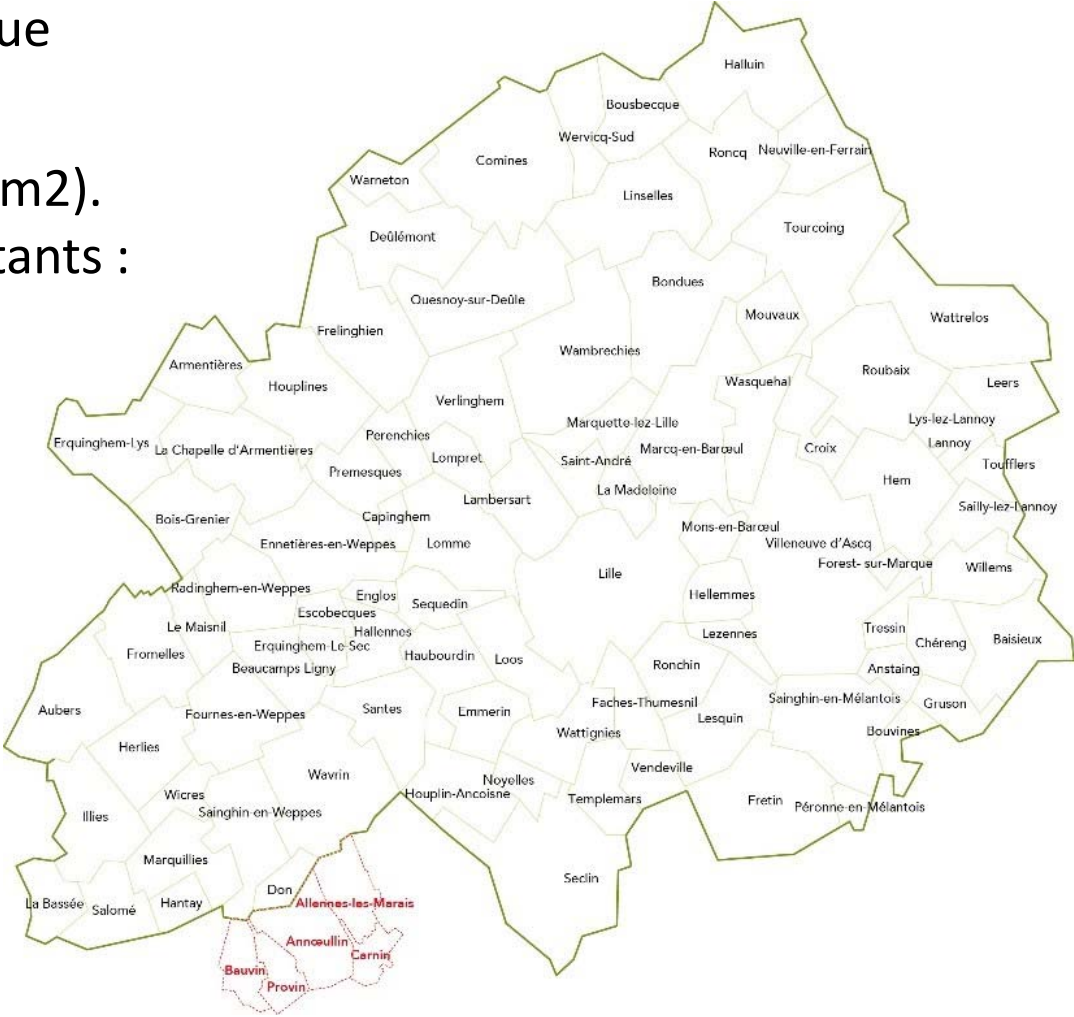 ue
m2).
tants :
Halluin
Bousbecque
Wervicq-Sud
Roncq
Neuville-en-Ferrain
Comines
Warneton
Linselles
Tourcoing
Deûlémont
Bondues
Quesnoy-sur-Deûle
Mouvaux
Wattrelos
Frelinghien
Wambrechies
Armentières
Houplines
Wasquehal
Roubaix
Leers
Verlinghem
Marquette-lez-Lille
Lys-lez-Lannoy
Erquinghem-Lys
La Chapelle d'Armentières
Perenchies
Lompret
Saint-André
Marcq-en-Barœul
Croix
Lannoy
Toufflers
Premesques
Hem
La Madeleine
Lambersart
Sailly-lez-Lannoy
Bois-Grenier
Capinghem
Mons-en-Barœul
Ennetières-en-Weppes
Lomme
Villeneuve d'Ascq
Forest- sur-Marque
Willems
Lille
Radinghem-en-Weppes
Englos
Sequedin
Hellemmes
Escobecques
Le Maisnil
Hallennes
Lezennes
Tressin
Chéreng
Baisieux
Fromelles
Erquinghem-Le-Sec
Haubourdin
Loos
Beaucamps Ligny
Ronchin
Anstaing
Aubers
Fournes-en-Weppes
Santes
Emmerin
Faches-Thumesnil
Sainghin-en-Mélantois
Gruson
Lesquin
Wattignies
Bouvines
Herlies
Wavrin
Noyelles
Vendeville
Wicres
Houplin-Ancoisne
Templemars
Fretin
Péronne-en-Mélantois
Illies
Sainghin-en-Weppes
Marquillies
Seclin
Don
La Bassée
Salomé
Hantay
Allennes-les-Marais
Annœullin
Carnin
Bauvin
Provin